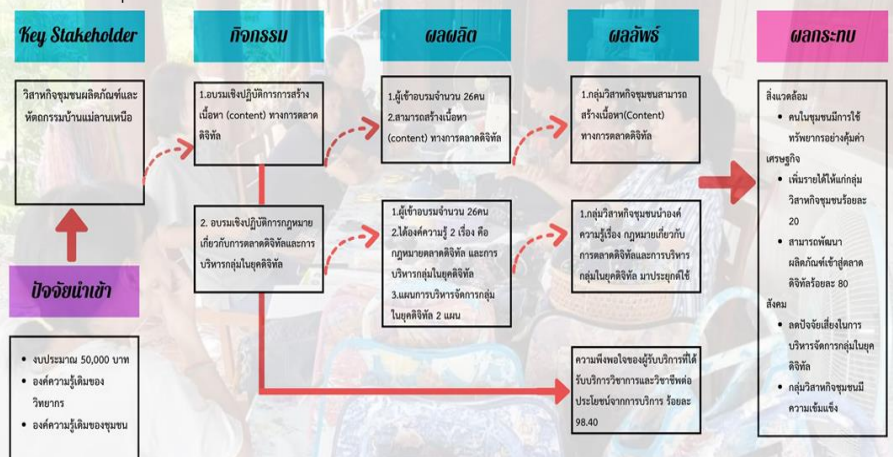 Key Stakeholder
วิสาหกิจชุมชนผลิตภัณฑ์และ
หัตถกรรมบ้านแม่ลานเหนือ
ปัจจัยนำเข้า
• งบประมาณ 50,000 บาท
• องค์ความรู้เดิมของ
วิทยากร
• องค์ความรู้เดิมของชุมชน
กิจกรรม
1.อบรมเชิงปฏิบัติการการสร้าง
เนื้อหา (content) ทางการตลาด
ดิจิทัล
2. อบรมเชิงปฏิบัติการกฎหมาย
เกี่ยวกับการตลาดดิจิทัลและการ
บริหารกลุ่มในยุคดิจิทัล
ผลผลิต
1.ผู้เข้าอบรมจำนวน 26คน
2.สามารถสร้างเนื้อหา
(content) ทางการตลาดดิจิทัล
1.ผู้เข้าอบรมจำนวน 26คน
2.ได้องค์ความรู้ 2 เรื่อง คือ
กฎหมายตลาดดิจิทัล และการ
บริหารกลุ่มในยุคดิจิทัล
3.แผนการบริหารจัดการกลุ่ม
ในยุคดิจิทัล 2 แผน
ผลลัพธ์
1.กลุ่มวิสาหกิจชุมชนสามารถ
สร้างเนื้อหา(Content)
ทางการตลาดดิจิทัล
1.กลุ่มวิสาหกิจชุมชนนำองค์
ความรู้เรื่อง กฎหมายเกี่ยวกับ
การตลาดดิจิทัลและการบริหาร
กลุ่มในยุคดิจิทัล มาประยุกต์ใช้
ความพึงพอใจของผู้รับบริการที่ได้
รับบริการวิชาการและวิชาชีพต่อ
ประโยชน์จากการบริการ ร้อยละ
98.40
ผลกระทบ
สิ่งแวดล้อม
• คนในชุมชนมีการใช้
ทรัพยากรอย่างคุ้มค่า
เศรษฐกิจ
• เพิ่มรายได้ให้แก่กลุ่ม
วิสาหกิจชุมชนร้อยละ
20
• สามารถพัฒนา
ผลิตภัณฑ์เข้าสู่ตลาด
ดิจิทัลร้อยละ 80
สังคม
• ลดปัจจัยเสี่ยงในการ
บริหารจัดการกลุ่มในยุค
ดิจิทัล
• กลุ่มวิสาหกิจชุมชนมี
ความเข้มแข็ง